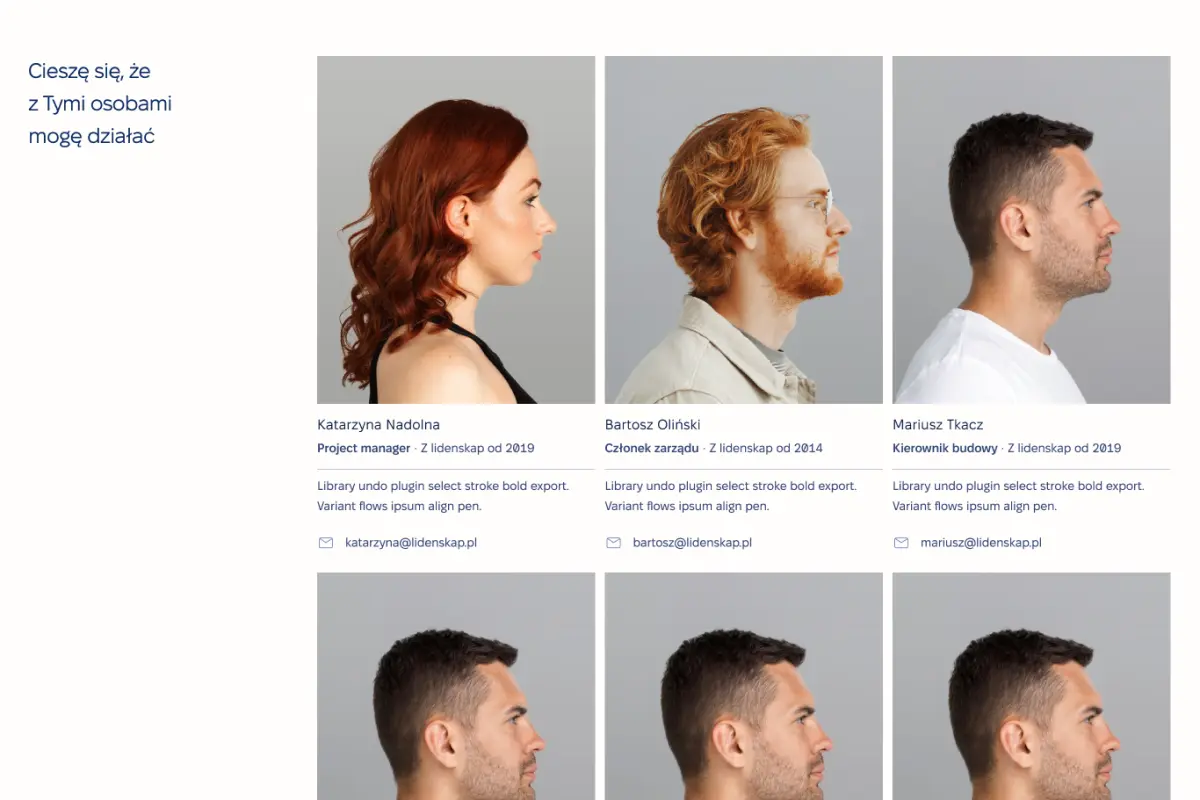 Cieszę się, że
z Tymi osobami
mogę działać
Katarzyna Nadolna
Project manager · Z lidenskap od 2019
Library undo plugin select stroke bold export.
Variant flows ipsum align pen.
katarzyna@lidenskap.pl
Bartosz Oliński
Członek zarządu · Z lidenskap od 2014
Library undo plugin select stroke bold export.
Variant flows ipsum align pen.
bartosz@lidenskap.pl
Mariusz Tkacz
Kierownik budowy · Z lidenskap od 2019
Library undo plugin select stroke bold export.
Variant flows ipsum align pen.
mariusz@lidenskap.pl